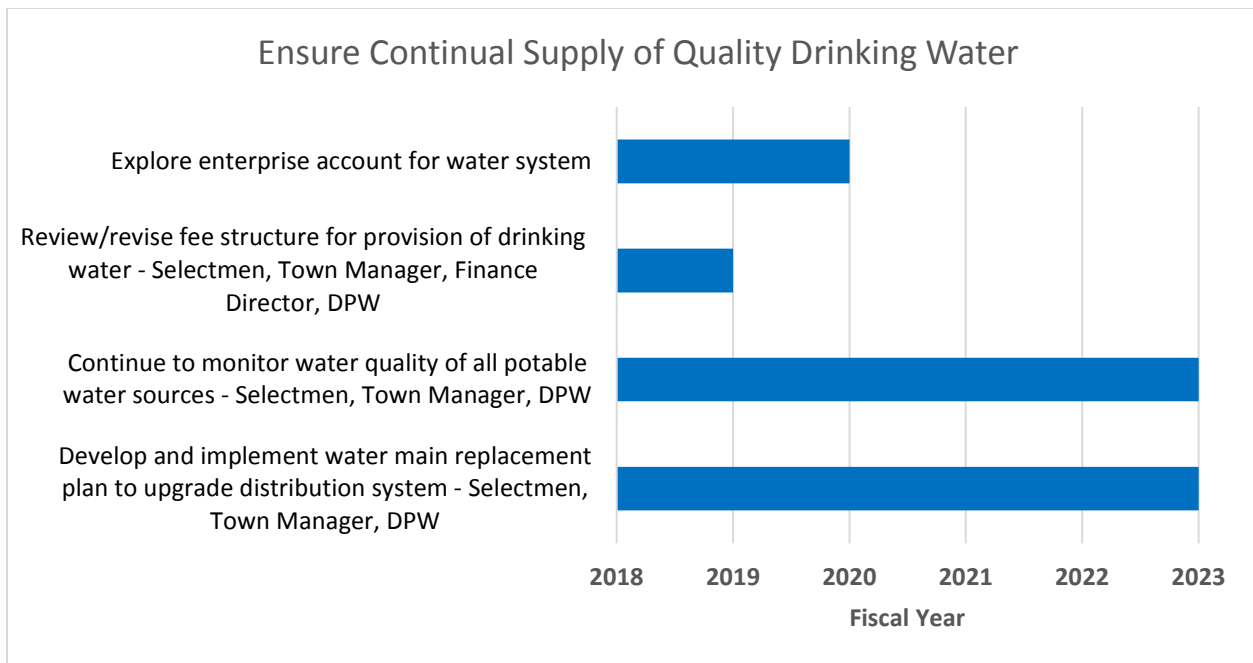 Ensure Continual Supply of Quality Drinking Water
Explore enterprise account for water system
Review/revise fee structure for provision of drinking
water - Selectmen, Town Manager, Finance
Director, DPW
Continue to monitor water quality of all potable
water sources - Selectmen, Town Manager, DPW
Develop and implement water main replacement
plan to upgrade distribution system - Selectmen,
Town Manager, DPW
2018 2019 2020 2021 2022 2023
Fiscal Year